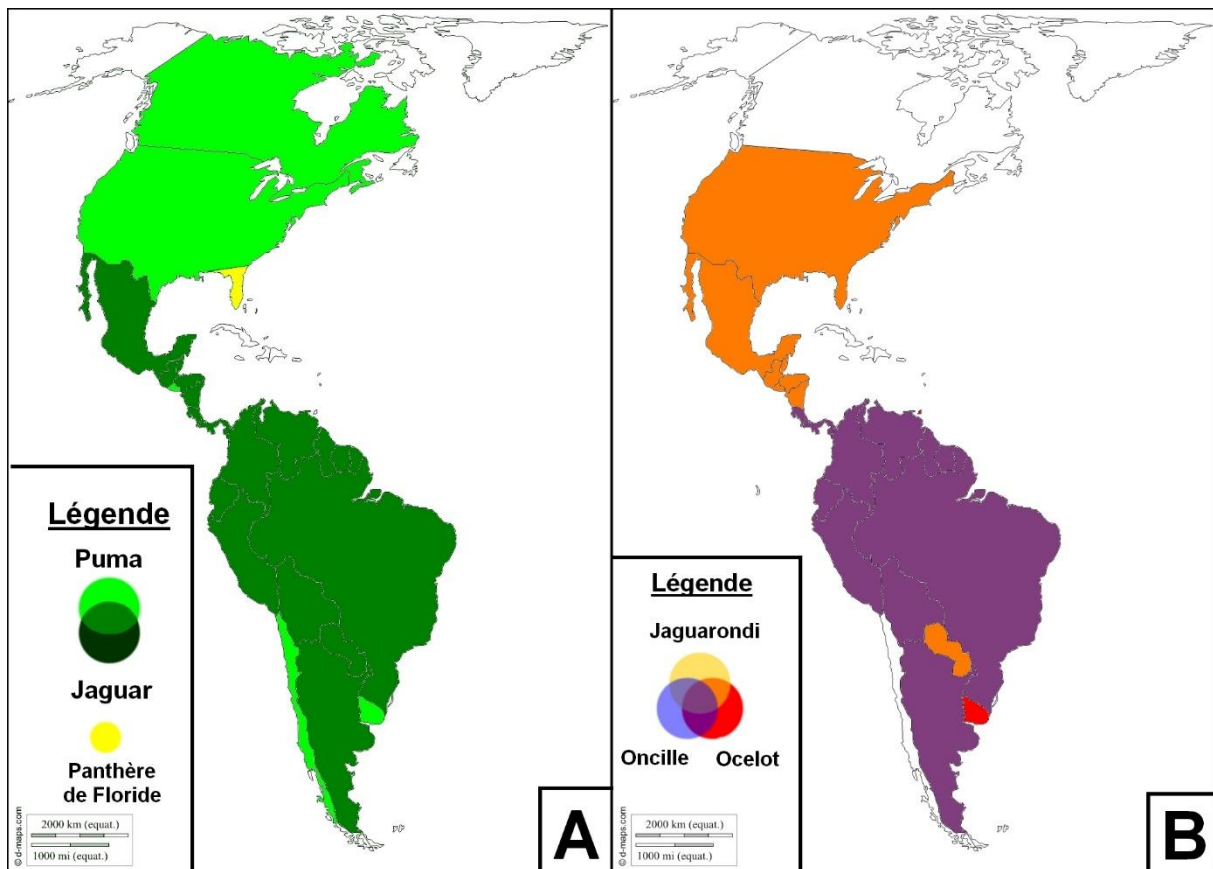 Légende
Puma
Jaguar
Panthère
de Floride
2000 km (equat.)
1000 mi (equat.)
© d-maps.com
A
Légende
Jaguarondi
Oncille Ocelot
2000 km (equat.)
1000 mi (equat.)
© d-maps.com
B